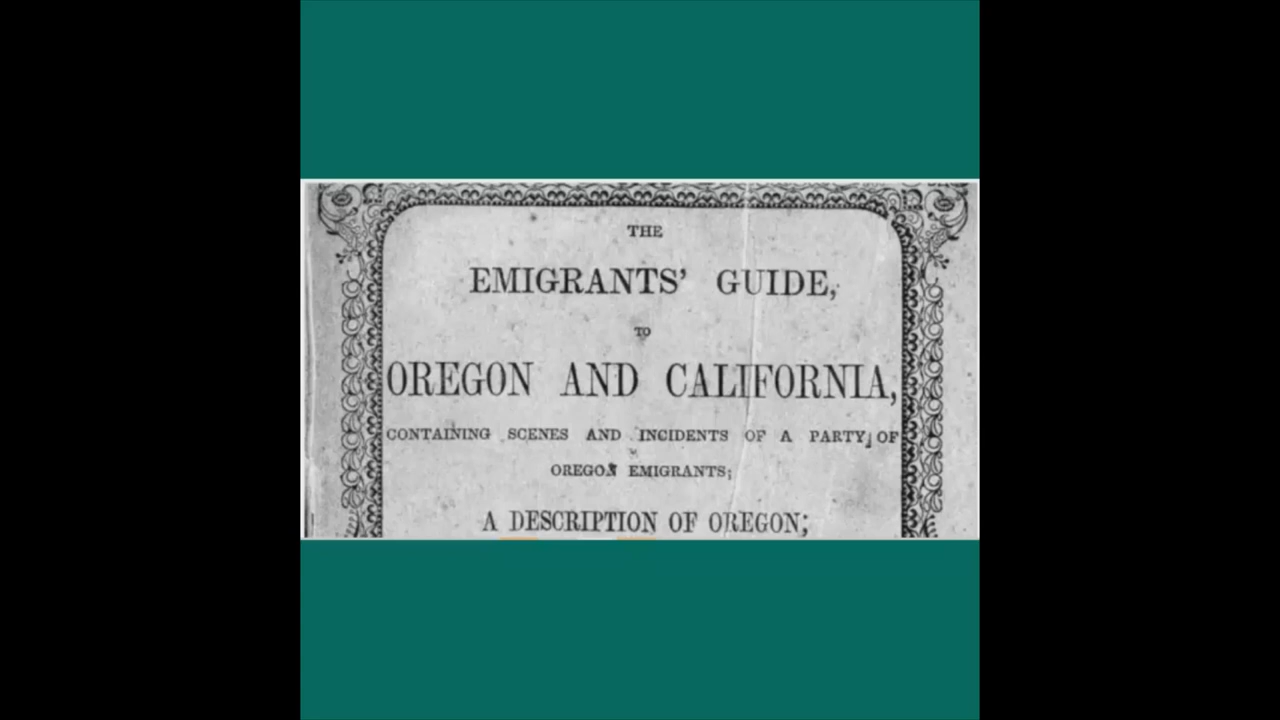 THE
EMIGRANTS' GUIDE,
TO
OREGON AND CALIFORNIA,
CONTAINING SCENES AND INCIDENTS OF A PARTY OF
OREGON EMIGRANTS;
A DESCRIPTION OF OREGON;